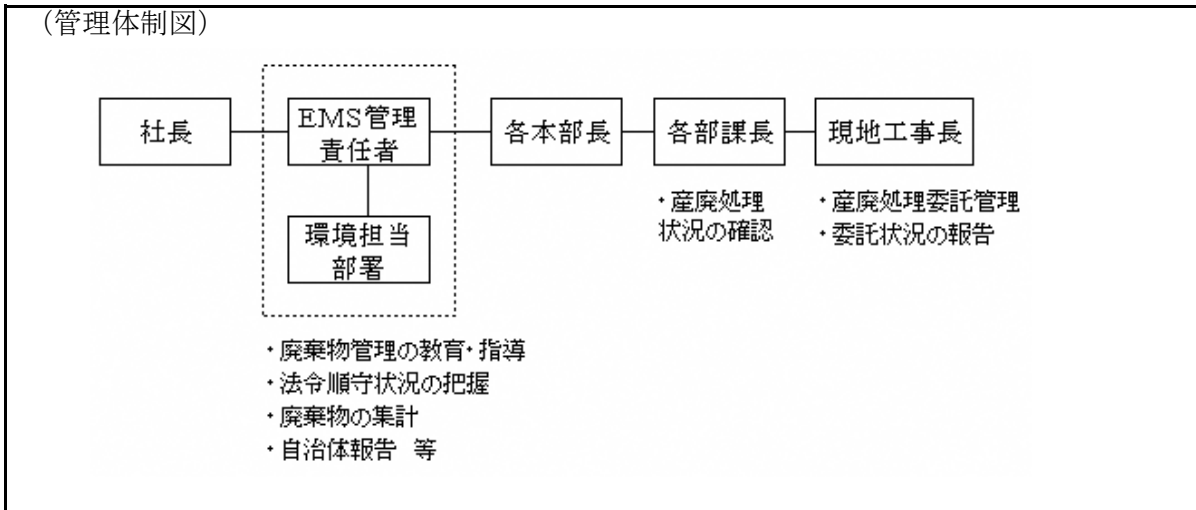 （管理体制図）
社長
EMS管理
責任者
各本部長
各部課長
現地工事長
環境担当
部署
・産廃処理
状況の確認
・産廃処理委託管理
・委託状況の報告
・廃棄物管理の教育・指導
・法令順守状況の把握
・廃棄物の集計
・自治体報告 等